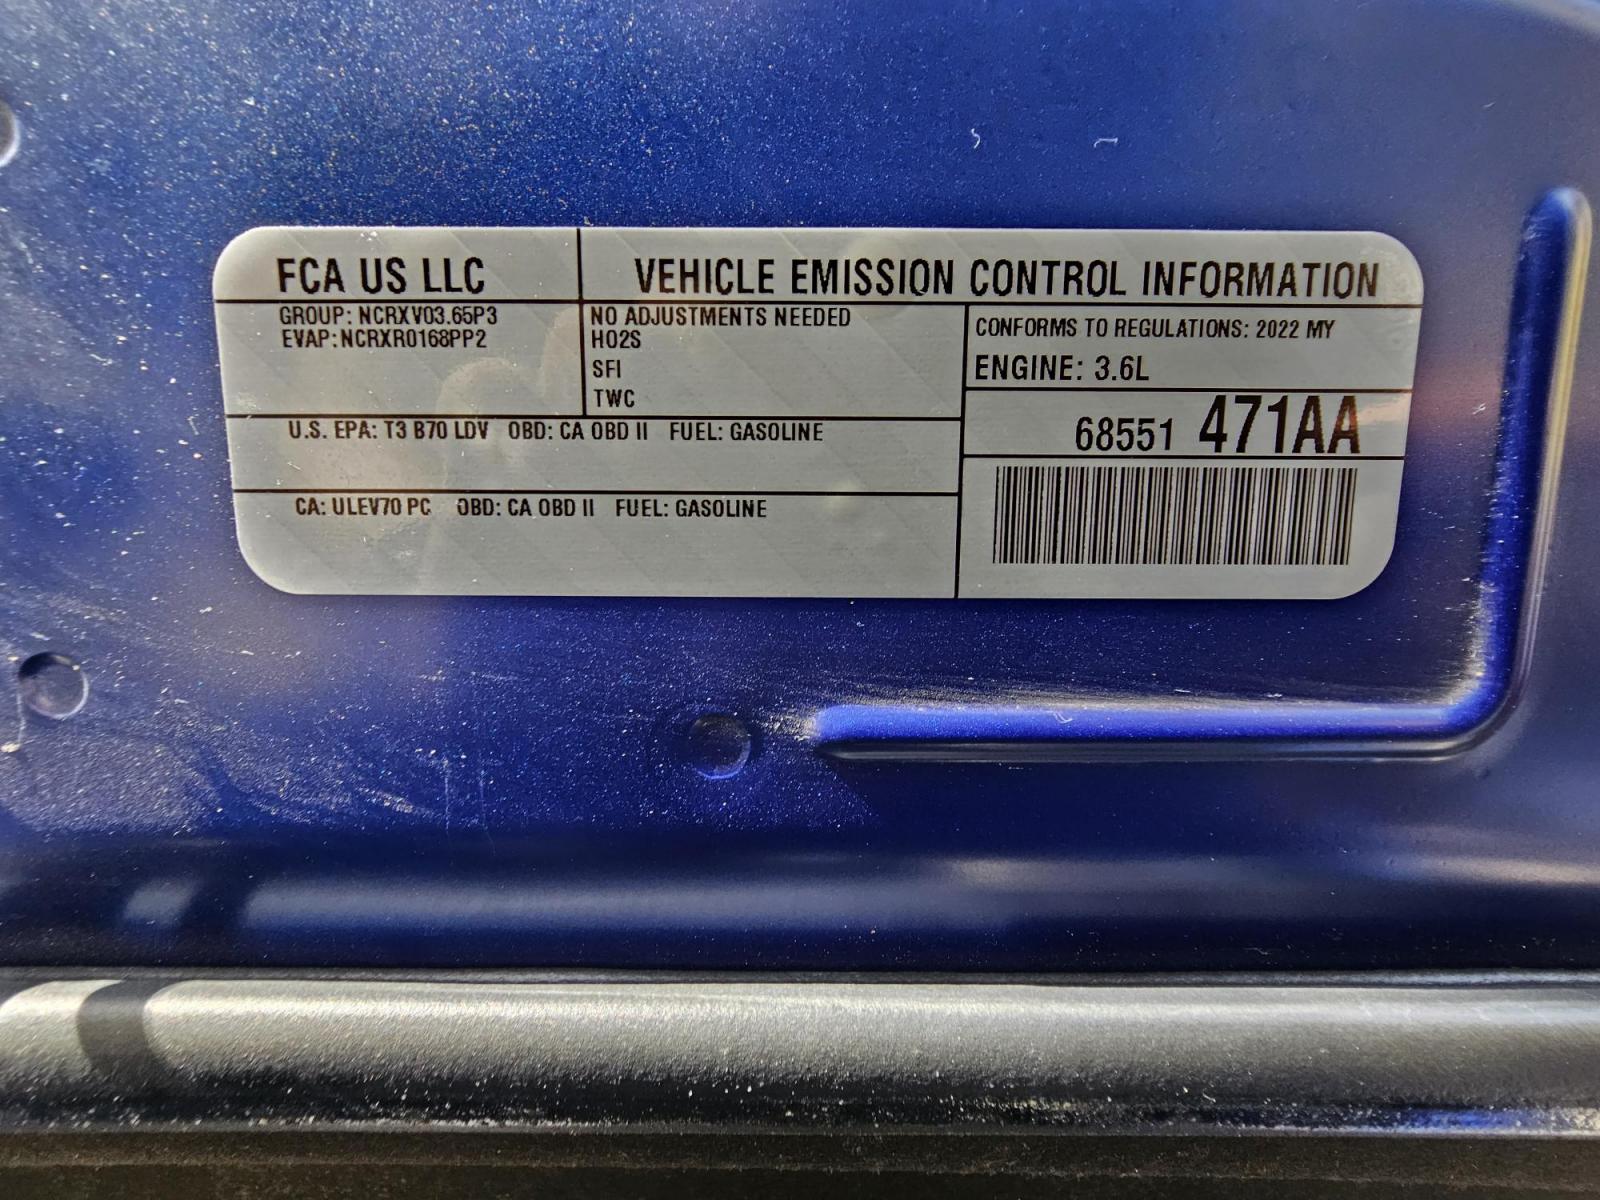 FCA US LLC
VEHICLE EMISSION CONTROL INFORMATION
GROUP: NCRXV03.65P3
EVAP: NCRXR0168PP2
NO ADJUSTMENTS NEEDED
HO2S
SFI
TWC
CONFORMS TO REGULATIONS: 2022 MY
ENGINE: 3.6L
68551 471AA
U.S. EPA: T3 B70 LDV OBD: CA OBD II FUEL: GASOLINE
CA: ULEV70 PC OBD: CA OBD II FUEL: GASOLINE